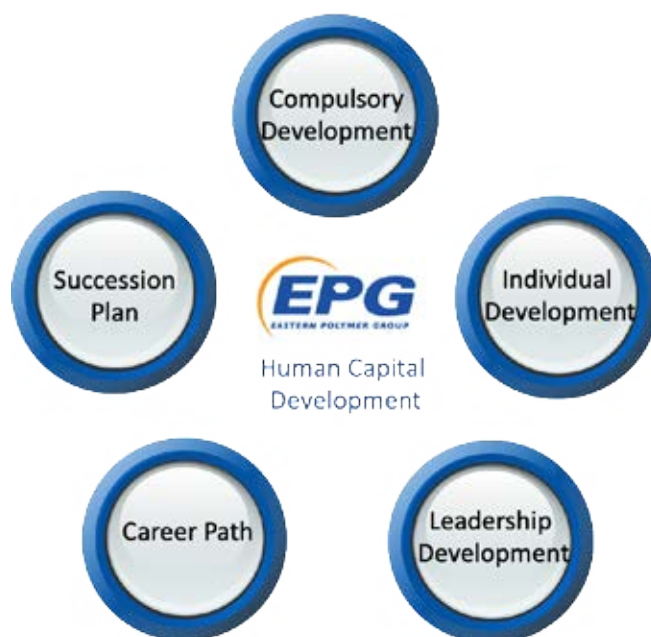 Compulsory
Development
Succession
Plan
EPG
EASTERN POLYMER GROUP
Human Capital
Development
Individual
Development
Career Path
Leadership
Development